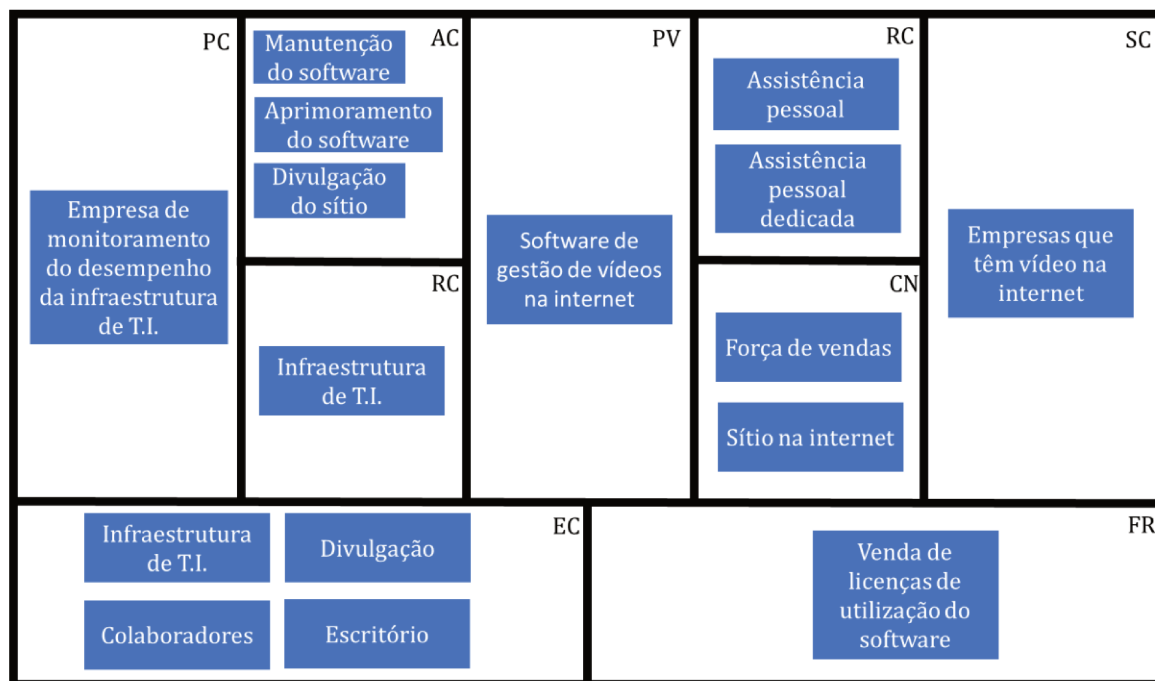 PC
Empresa de
monitoramento
do desempenho
da infraestrutura
de T.I.
AC
Manutenção
do software
Aprimoramento
do software
Divulgação
do sítio
RC
Infraestrutura
de T.I.
PV
Software de
gestão de vídeos
na internet
RC
Assistência
pessoal
Assistência
pessoal
dedicada
CN
Força de vendas
Sítio na internet
SC
Empresas que
têm vídeo na
internet
EC
Infraestrutura
de T.I.
Divulgação
Colaboradores
Escritório
FR
Venda de
licenças de
utilização do
software